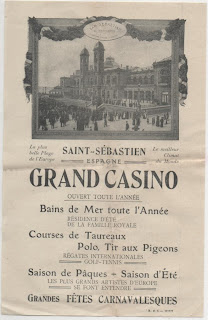 La plus
belle Plage
de l'Europe
Le meilleur
Climat
du Monde
SAINT-SÉBASTIEN
ESPAGNE
GRAND CASINO
OUVERT TOUTE L'ANNÉE
Bains de Mer toute l'Année
RÉSIDENCE D'ÉTÉ
DE LA FAMILLE ROYALE
Courses de Taureaux
Polo, Tir aux Pigeons
RÉGATES INTERNATIONALES
GOLF-TENNIS
Saison de Pâques - Saison d'Été
LES PLUS GRANDS ARTISTES D'EUROPE
SE FONT ENTENDRE
GRANDES FÊTES CARNAVALESQUES